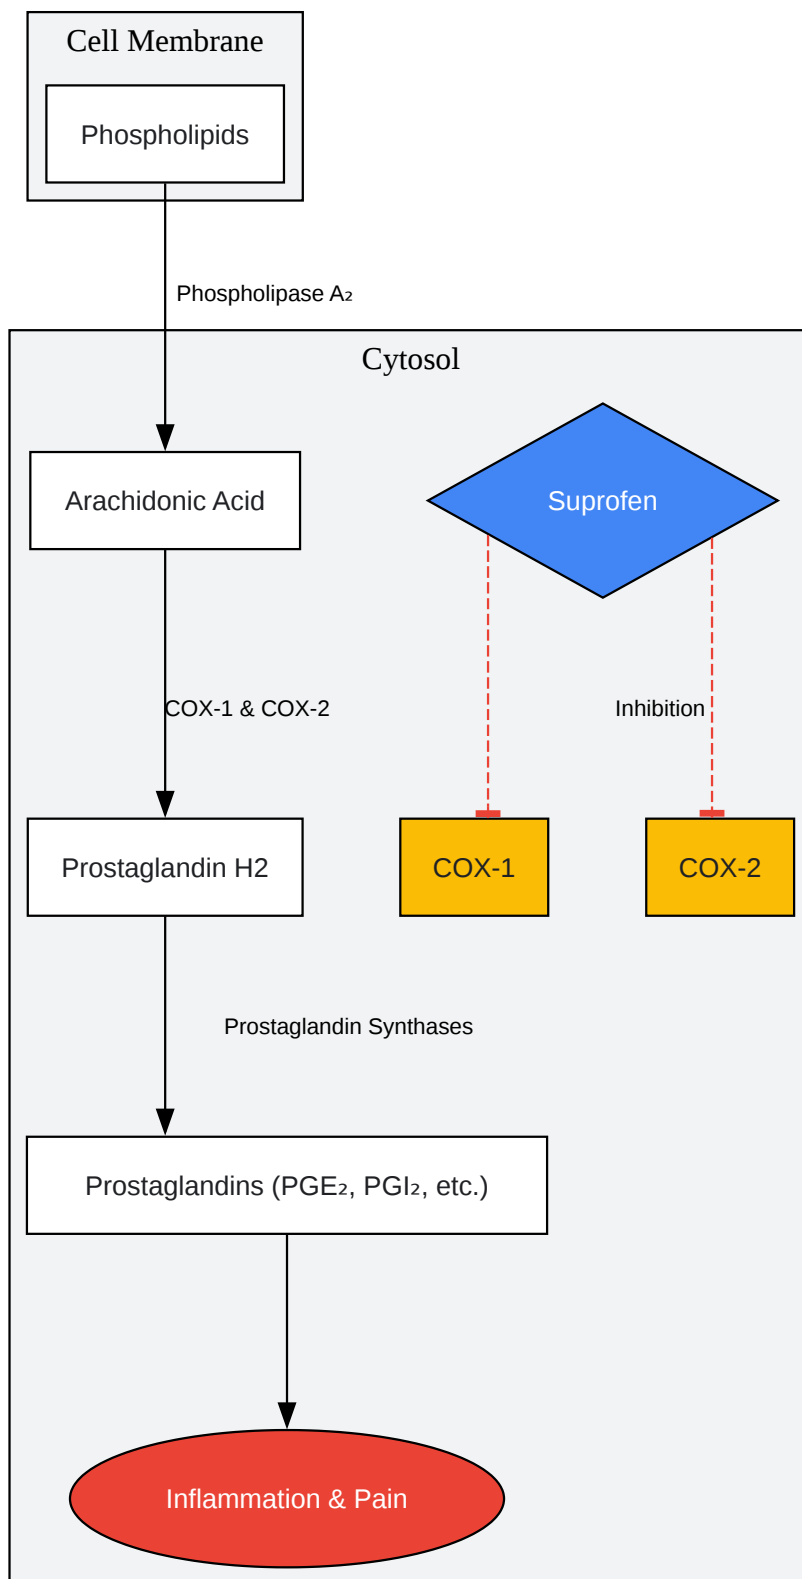 Cell Membrane
Phospholipids
Phospholipase A₂
Cytosol
Arachidonic Acid
Suprofen
COX-1 & COX-2
Inhibition
Prostaglandin H2
COX-1
COX-2
Prostaglandin Synthases
Prostaglandins (PGE₂, PGI₂, etc.)
Inflammation & Pain